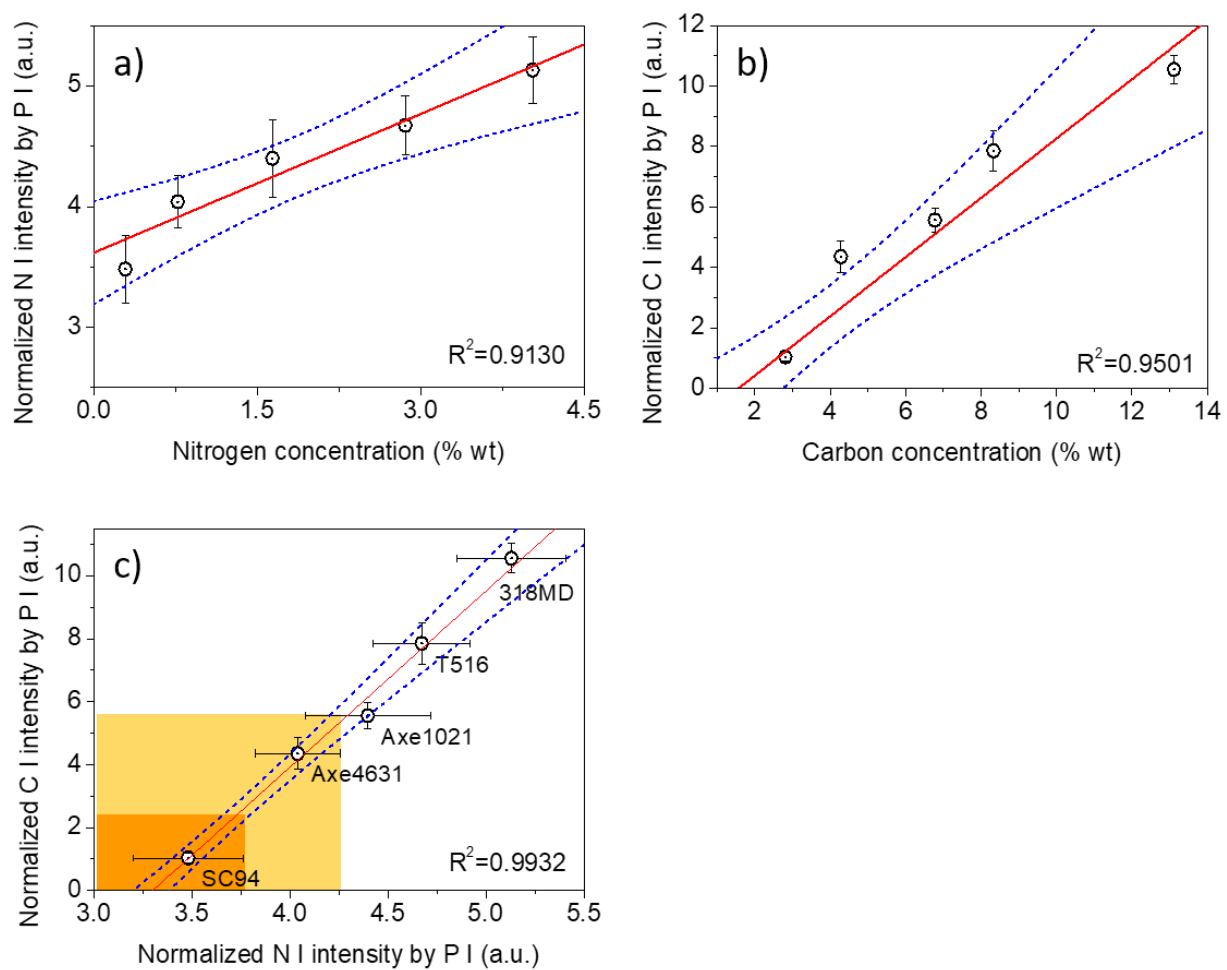 a)
Normalized N I intensity by P I (a.u.)
5
4
3
R²=0.9130
0.0 1.5 3.0 4.5
Nitrogen concentration (% wt)
b)
Normalized C I intensity by P I (a.u.)
12
10
8
6
4
2
0
R²=0.9501
2 4 6 8 10 12 14
Carbon concentration (% wt)
c)
Normalized C I intensity by P I (a.u.)
10
8
6
4
2
0
318MD
T516
Axe1021
Axe4631
SC94
R²=0.9932
3.0 3.5 4.0 4.5 5.0 5.5
Normalized N I intensity by P I (a.u.)